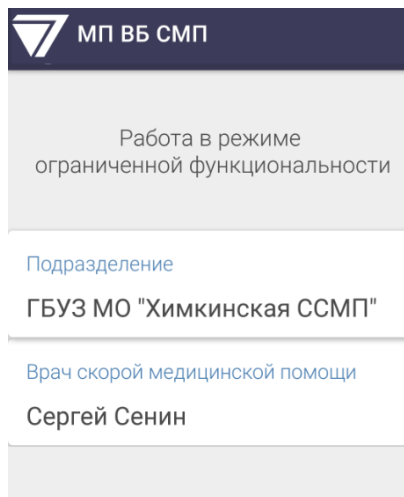 МП ВБ СМП
Работа в режиме
ограниченной функциональности
Подразделение
ГБУЗ МО "Химкинская ССМП"
Врач скорой медицинской помощи
Сергей Сенин